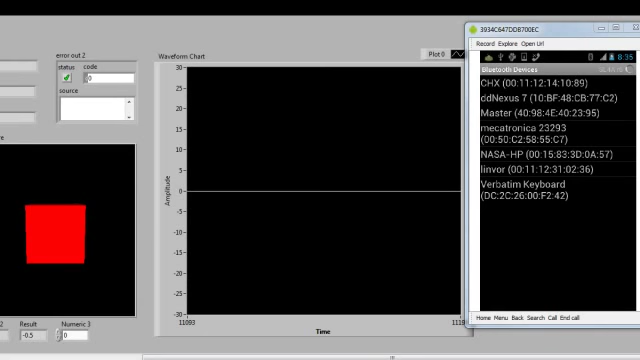 3934C647DDB700EC
Record Explore Open Url
8:35
Bluetooth Devices
CHX (00:11:12:14:10:89)
ddNexus 7 (10:BF:48:CB:77:C2)
Master (40:98:4E:40:23:95)
mecatronica 23293
(00:50:C2:58:55:C7)
NASA-HP (00:15:83:3D:0A:57)
linvor (00:11:12:31:02:36)
Verbatim Keyboard
(DC:2C:26:00:F2:42)
Home Menu Back Search Call End call
error out 2
status code
0
source
Waveform Chart
Plot 0
Amplitude
30
25
20
15
10
5
0
-5
-10
-15
-20
-25
-30
11093
Time
Result
-0.5
Numeric 3
0